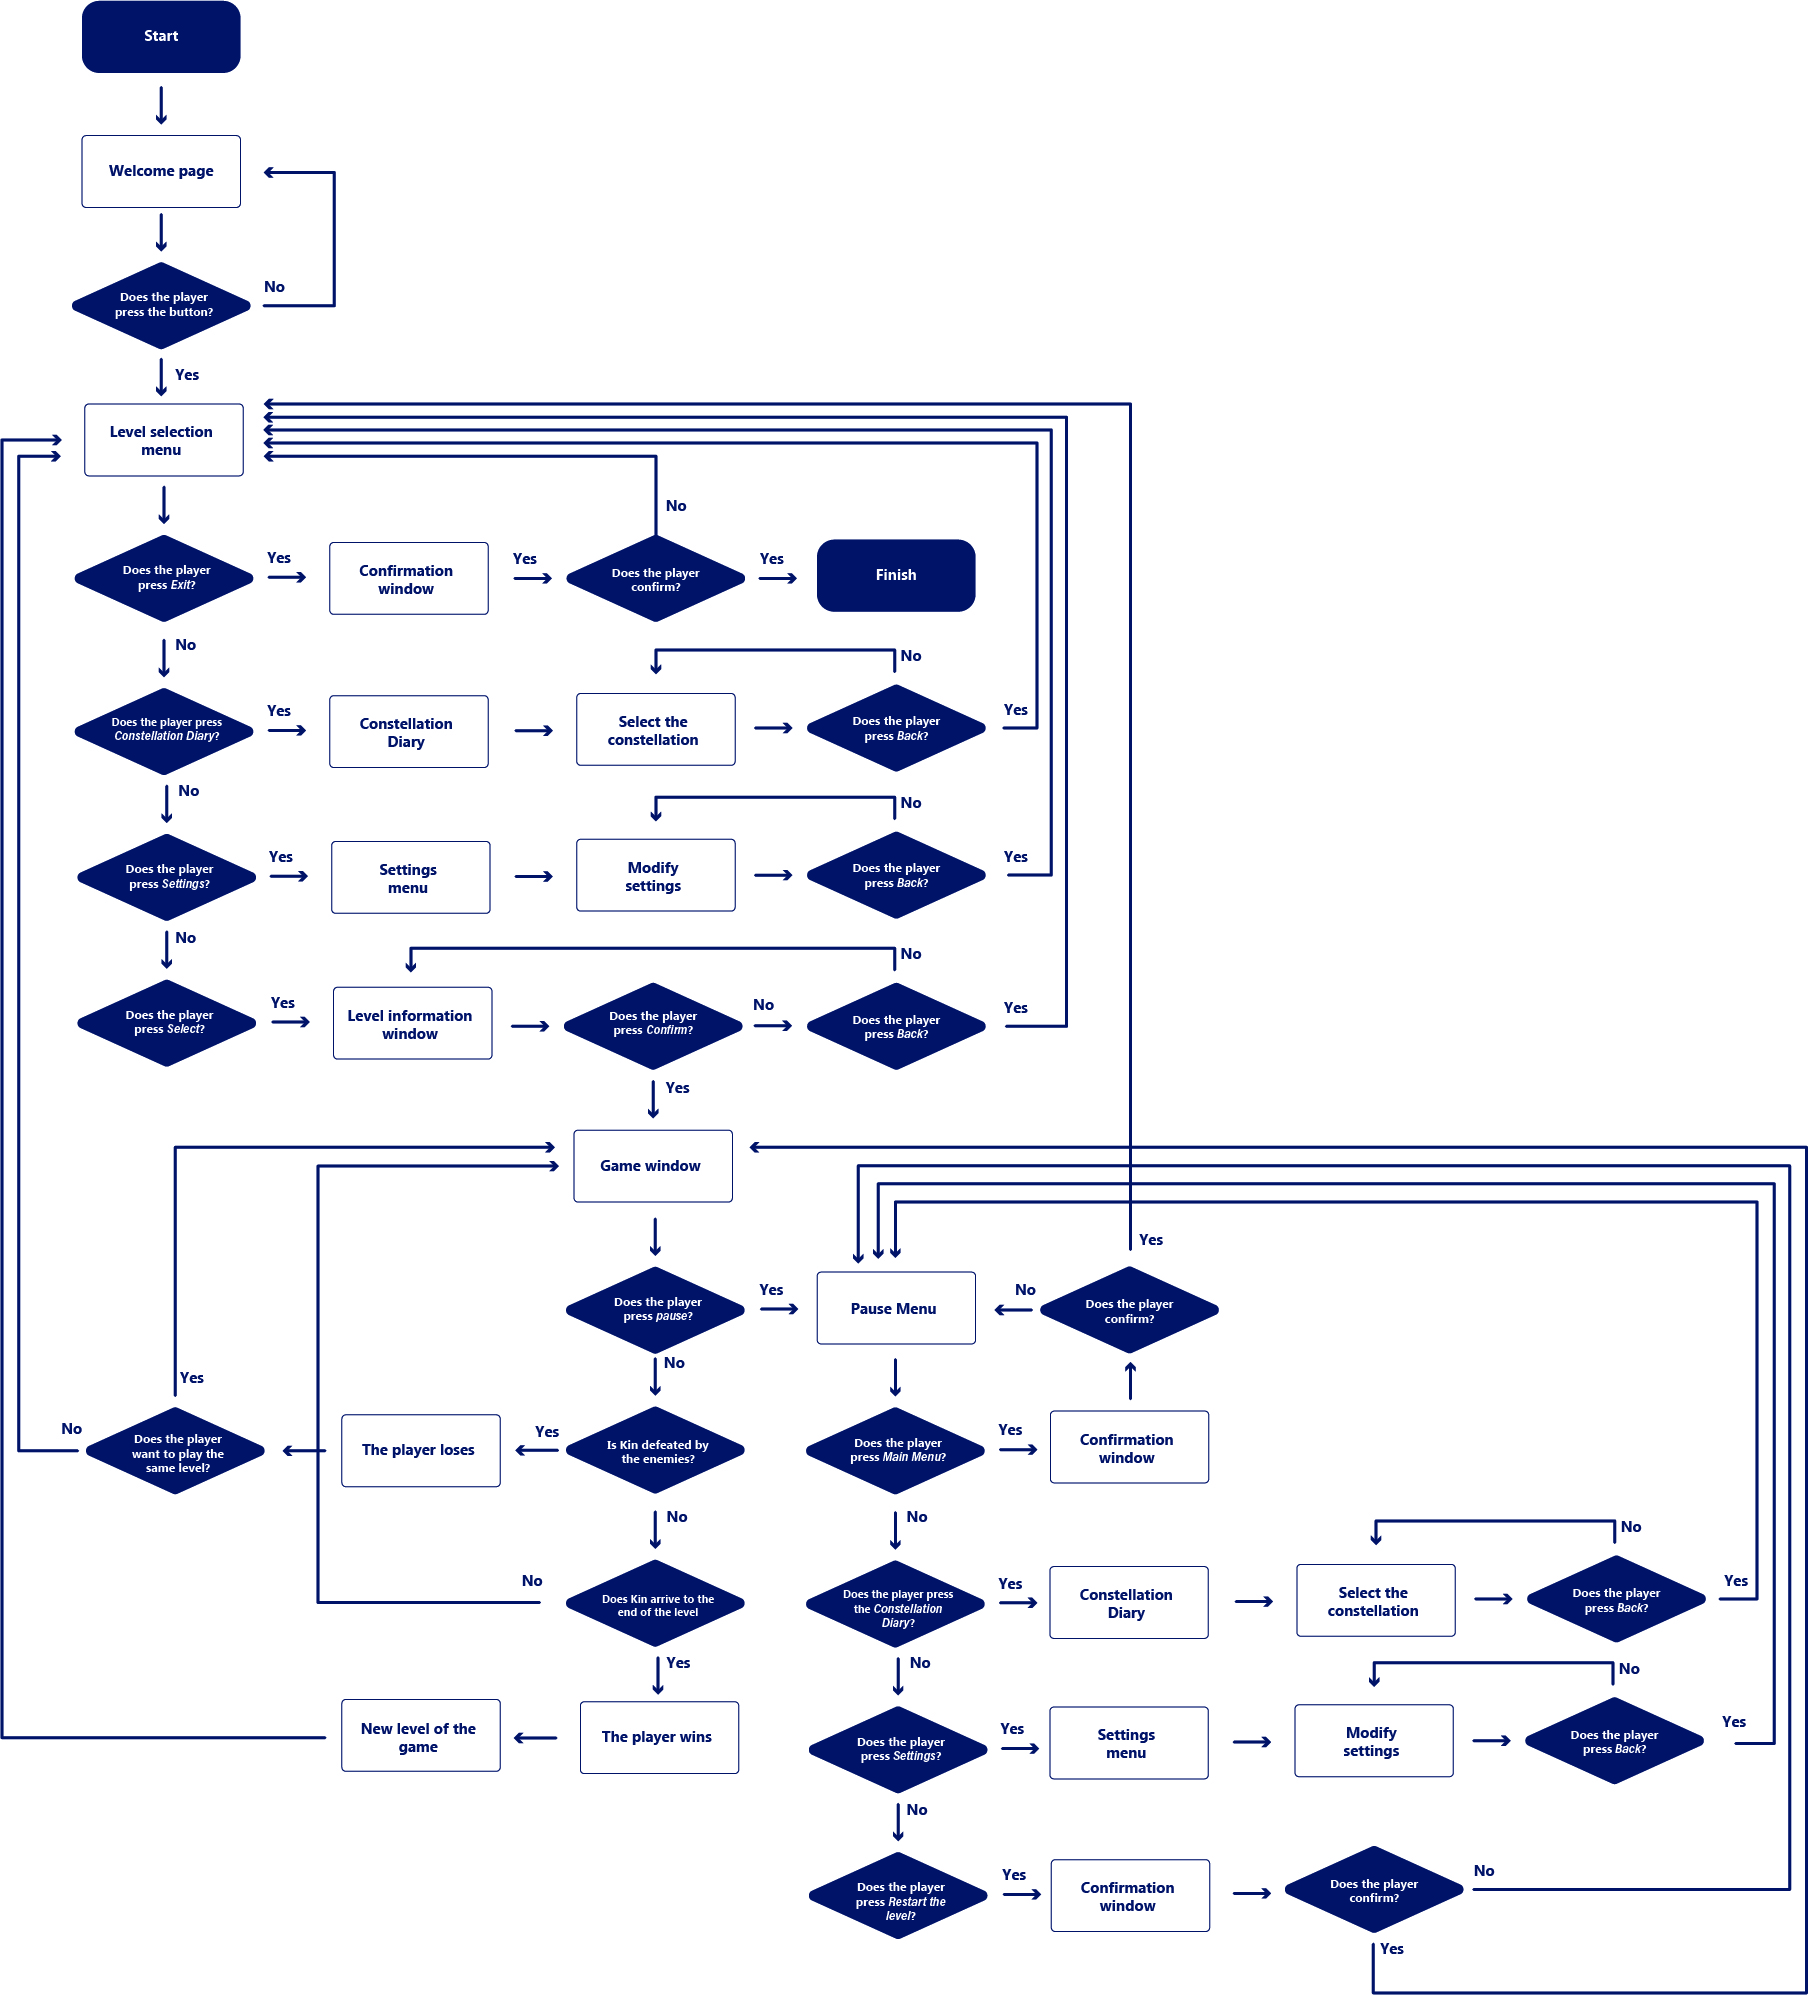 Start
Welcome page
No
Does the player
press the button?
Yes
Level selection
menu
No
Yes
Yes
Yes
Does the player
press Exit?
Confirmation
window
Does the player
confirm?
Finish
No
No
Yes
Yes
Does the player press
Constellation Diary?
Constellation
Diary
Select the
constellation
Does the player
press Back?
No
No
Yes
Yes
Does the player
press Settings?
Settings
menu
Modify
settings
Does the player
press Back?
No
No
Yes
No
Yes
Does the player
press Select?
Level information
window
Does the player
press Confirm?
Does the player
press Back?
Yes
Game window
Yes
Yes
No
Does the player
press pause?
Pause Menu
Does the player
confirm?
No
Yes
No
Yes
Yes
Does the player
want to play the
same level?
The player loses
Is Kin defeated by
the enemies?
Does the player
press Main Menu?
Confirmation
window
No
No
No
No
Yes
Yes
Does Kin arrive to the
end of the level
Does the player press
the Constellation
Diary?
Constellation
Diary
Select the
constellation
Does the player
press Back?
Yes
No
No
Yes
Yes
New level of the
game
The player wins
Does the player
press Settings?
Settings
menu
Modify
settings
Does the player
press Back?
No
Yes
No
Does the player
press Restart the
level?
Confirmation
window
Does the player
confirm?
Yes